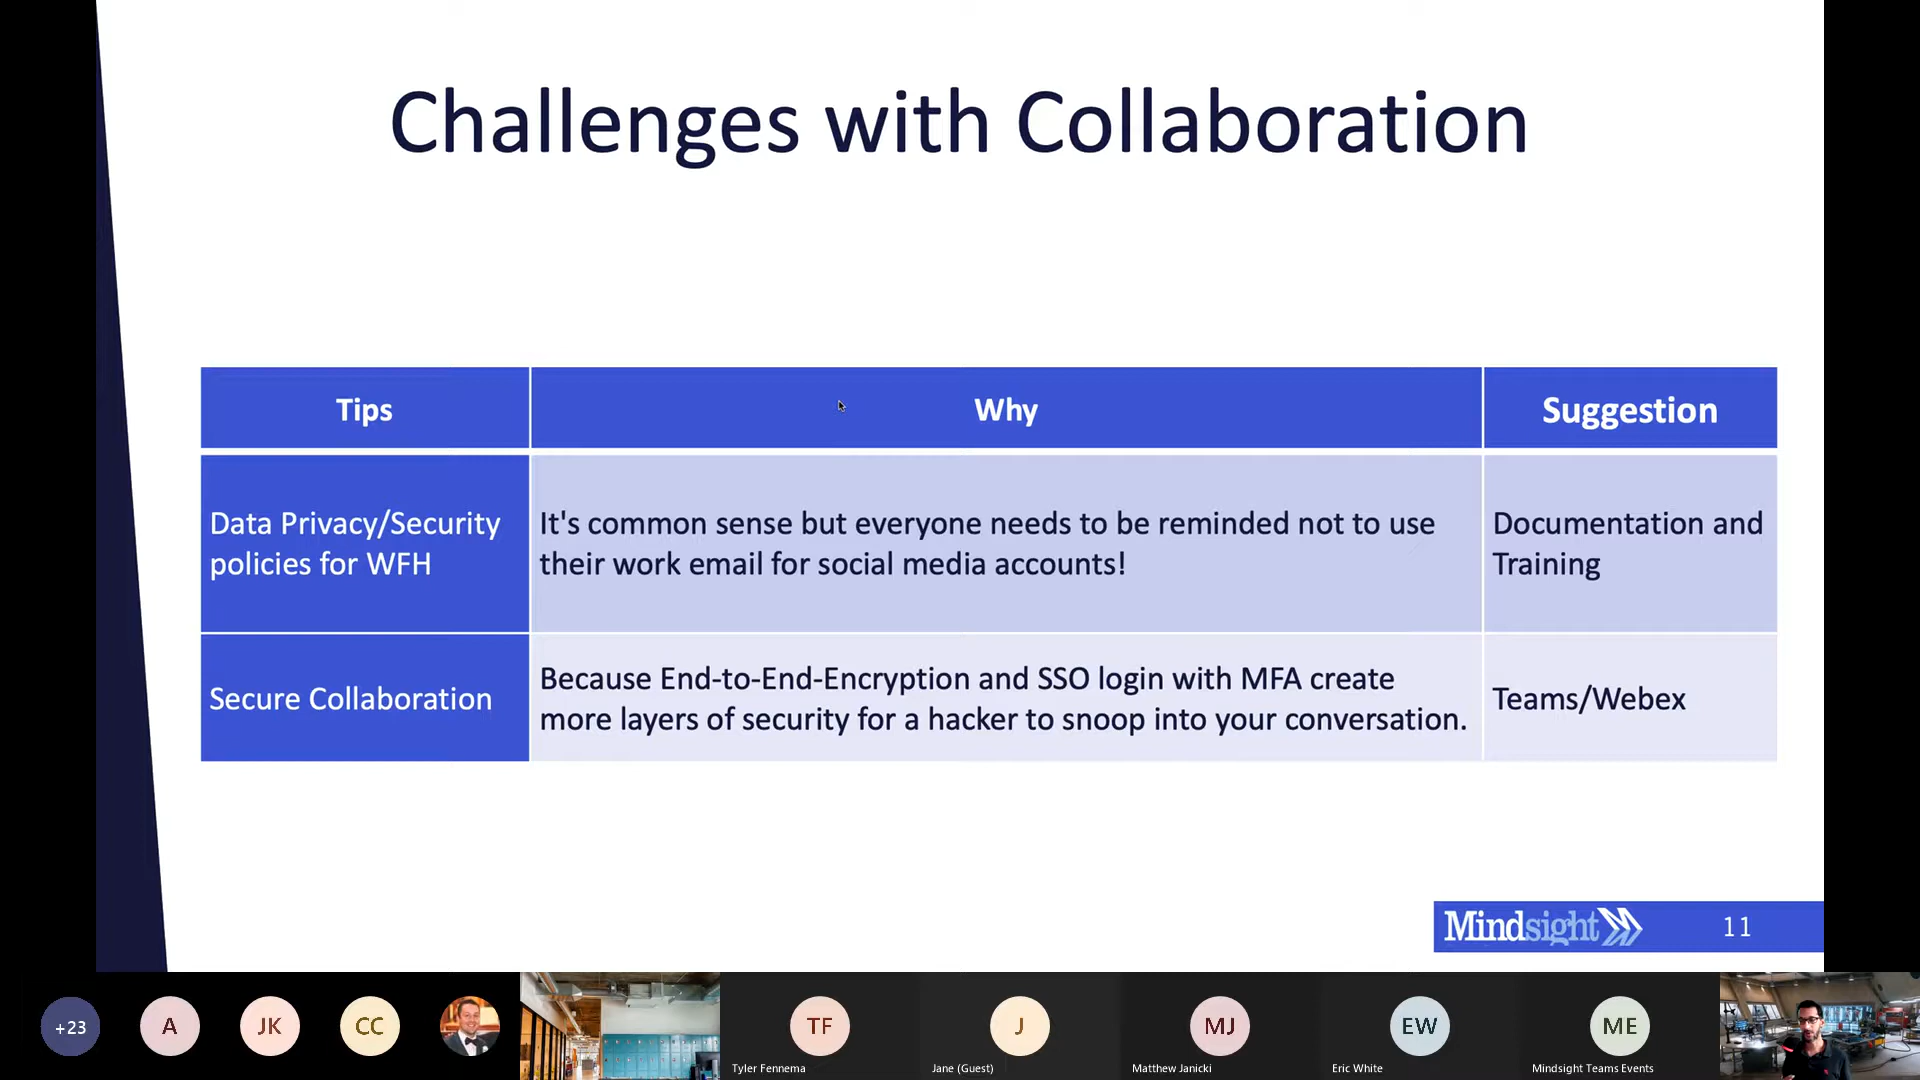 Challenges with Collaboration
Tips
Why
Suggestion
Data Privacy/Security
policies for WFH
It's common sense but everyone needs to be reminded not to use
their work email for social media accounts!
Documentation and
Training
Secure Collaboration
Because End-to-End-Encryption and SSO login with MFA create
more layers of security for a hacker to snoop into your conversation.
Teams/Webex
Mindsight
11
+23
A
JK
CC
TF
J
MJ
EW
ME
Tyler Fennema
Jane (Guest)
Matthew Janicki
Eric White
Mindsight Teams Events